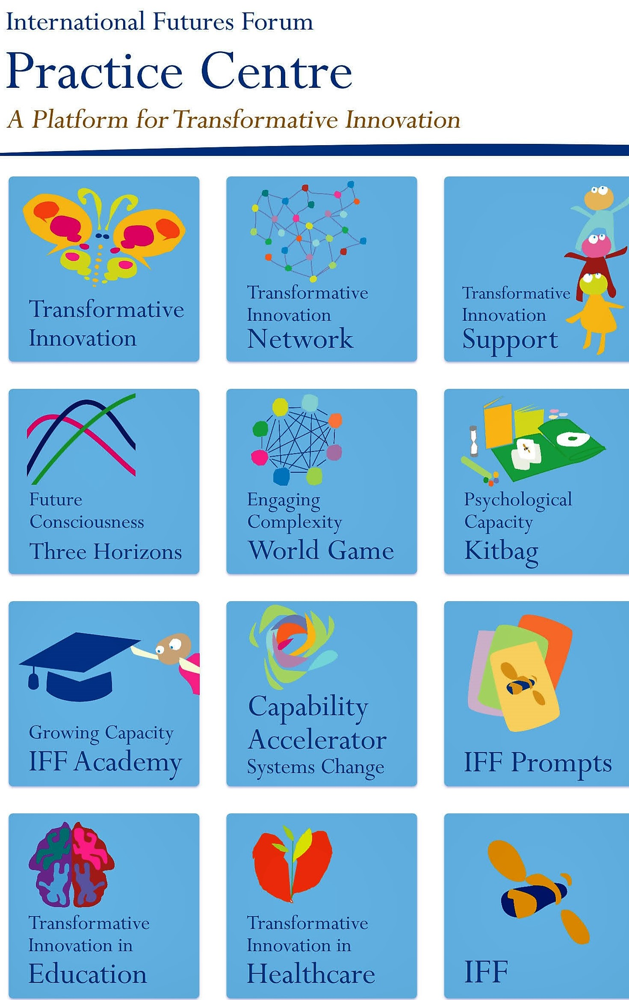 International Futures Forum
Practice Centre
A Platform for Transformative Innovation
Transformative
Innovation
Transformative
Innovation
Network
Transformative
Innovation
Support
Future
Consciousness
Three Horizons
Engaging
Complexity
World Game
Psychological
Capacity
Kitbag
Growing Capacity
IFF Academy
Capability
Accelerator
Systems Change
IFF Prompts
Transformative
Innovation in
Education
Transformative
Innovation in
Healthcare
IFF